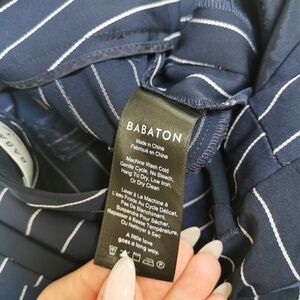 BABATON
Made in China
Fabriqué en Chine
Machine Wash Cold
Gentle Cycle, No Bleach,
Hang To Dry, Low Iron,
Or Dry Clean
Laver à La Machine à
L'eau Froide Au Cycle Délicat,
Pas De Blanchiment,
Suspendre Pour Sécher,
Repasser à Basse Température
Ou Nettoyer à Sec
A little love
goes a long way.